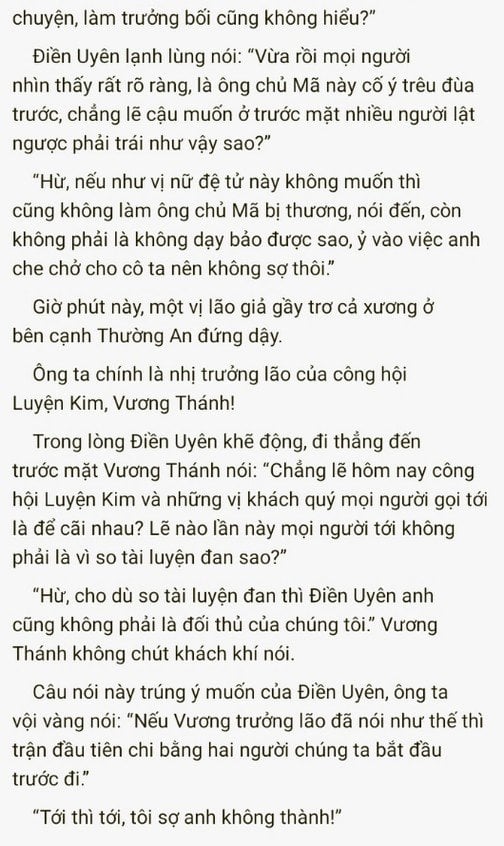 chuyện, làm trưởng bối cũng không hiểu?”
Điền Uyên lạnh lùng nói: “Vừa rồi mọi người
nhìn thấy rất rõ ràng, là ông chủ Mã này cố ý trêu đùa
trước, chẳng lẽ cậu muốn ở trước mặt nhiều người lật
ngược phải trái như vậy sao?”
“Hừ, nếu như vị nữ đệ tử này không muốn thì
cũng không làm ông chủ Mã bị thương, nói đến, còn
không phải là không dạy bảo được sao, ỷ vào việc anh
che chở cho cô ta nên không sợ thôi.”
Giờ phút này, một vị lão giả gầy trơ cả xương ở
bên cạnh Thường An đứng dậy.
Ông ta chính là nhị trưởng lão của công hội
Luyện Kim, Vương Thánh!
Trong lòng Điền Uyên khẽ động, đi thẳng đến
trước mặt Vương Thánh nói: “Chẳng lẽ hôm nay công
hội Luyện Kim và những vị khách quý mọi người gọi tới
là để cãi nhau? Lẽ nào lần này mọi người tới không
phải là vì so tài luyện đan sao?”
“Hừ, cho dù so tài luyện đan thì Điền Uyên anh
cũng không phải là đối thủ của chúng tôi.” Vương
Thánh không chút khách khí nói.
Câu nói này trúng ý muốn của Điền Uyên, ông ta
vội vàng nói: “Nếu Vương trưởng lão đã nói như thế thì
trận đầu tiên chi bằng hai người chúng ta bắt đầu
trước đi.”
“Tới thì tới, tôi sợ anh không thành!”